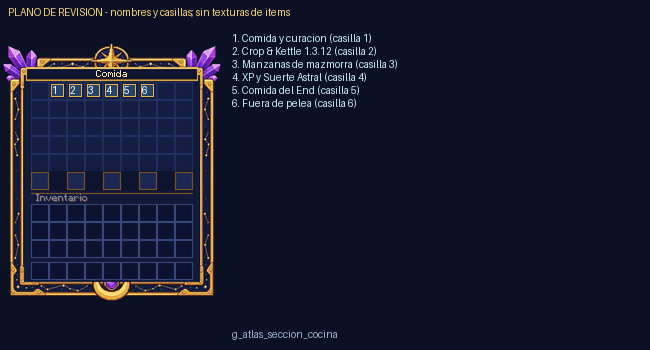 PLANO DE REVISION - nombres y casillas; sin texturas de items
Comida
1 2 3 4 5 6
Inventario
1. Comida y curacion (casilla 1)
2. Crop & Kettle 1.3.12 (casilla 2)
3. Manzanas de mazmorra (casilla 3)
4. XP y Suerte Astral (casilla 4)
5. Comida del End (casilla 5)
6. Fuera de pelea (casilla 6)
g_atlas_seccion_cocina